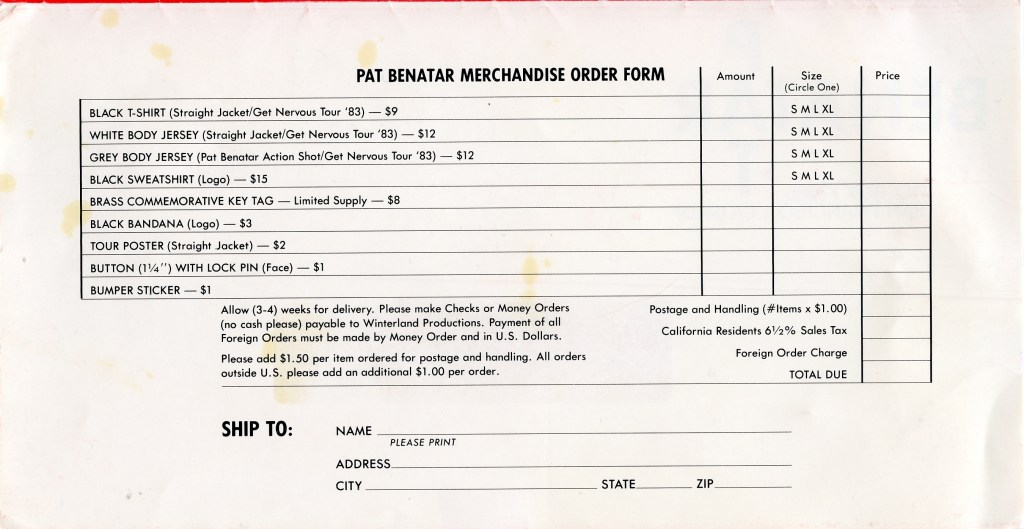 PAT BENATAR MERCHANDISE ORDER FORM Amount Size Price
(Circle One)
BLACK T-SHIRT (Straight Jacket/Get Nervous Tour '83) — $9 S M L XL
WHITE BODY JERSEY (Straight Jacket/Get Nervous Tour '83) — $12 S M L XL
GREY BODY JERSEY (Pat Benatar Action Shot/Get Nervous Tour '83) — $12 S M L XL
BLACK SWEATSHIRT (Logo) — $15 S M L XL
BRASS COMMEMORATIVE KEY TAG — Limited Supply — $8
BLACK BANDANA (Logo) — $3
TOUR POSTER (Straight Jacket) — $2
BUTTON (1¼") WITH LOCK PIN (Face) — $1
BUMPER STICKER — $1
Allow (3-4) weeks for delivery. Please make Checks or Money Orders
(no cash please) payable to Winterland Productions. Payment of all
Foreign Orders must be made by Money Order and in U.S. Dollars.
Please add $1.50 per item ordered for postage and handling. All orders
outside U.S. please add an additional $1.00 per order.
Postage and Handling (#Items x $1.00)
California Residents 6½% Sales Tax
Foreign Order Charge
TOTAL DUE
SHIP TO: NAME
PLEASE PRINT
ADDRESS
CITY STATE ZIP